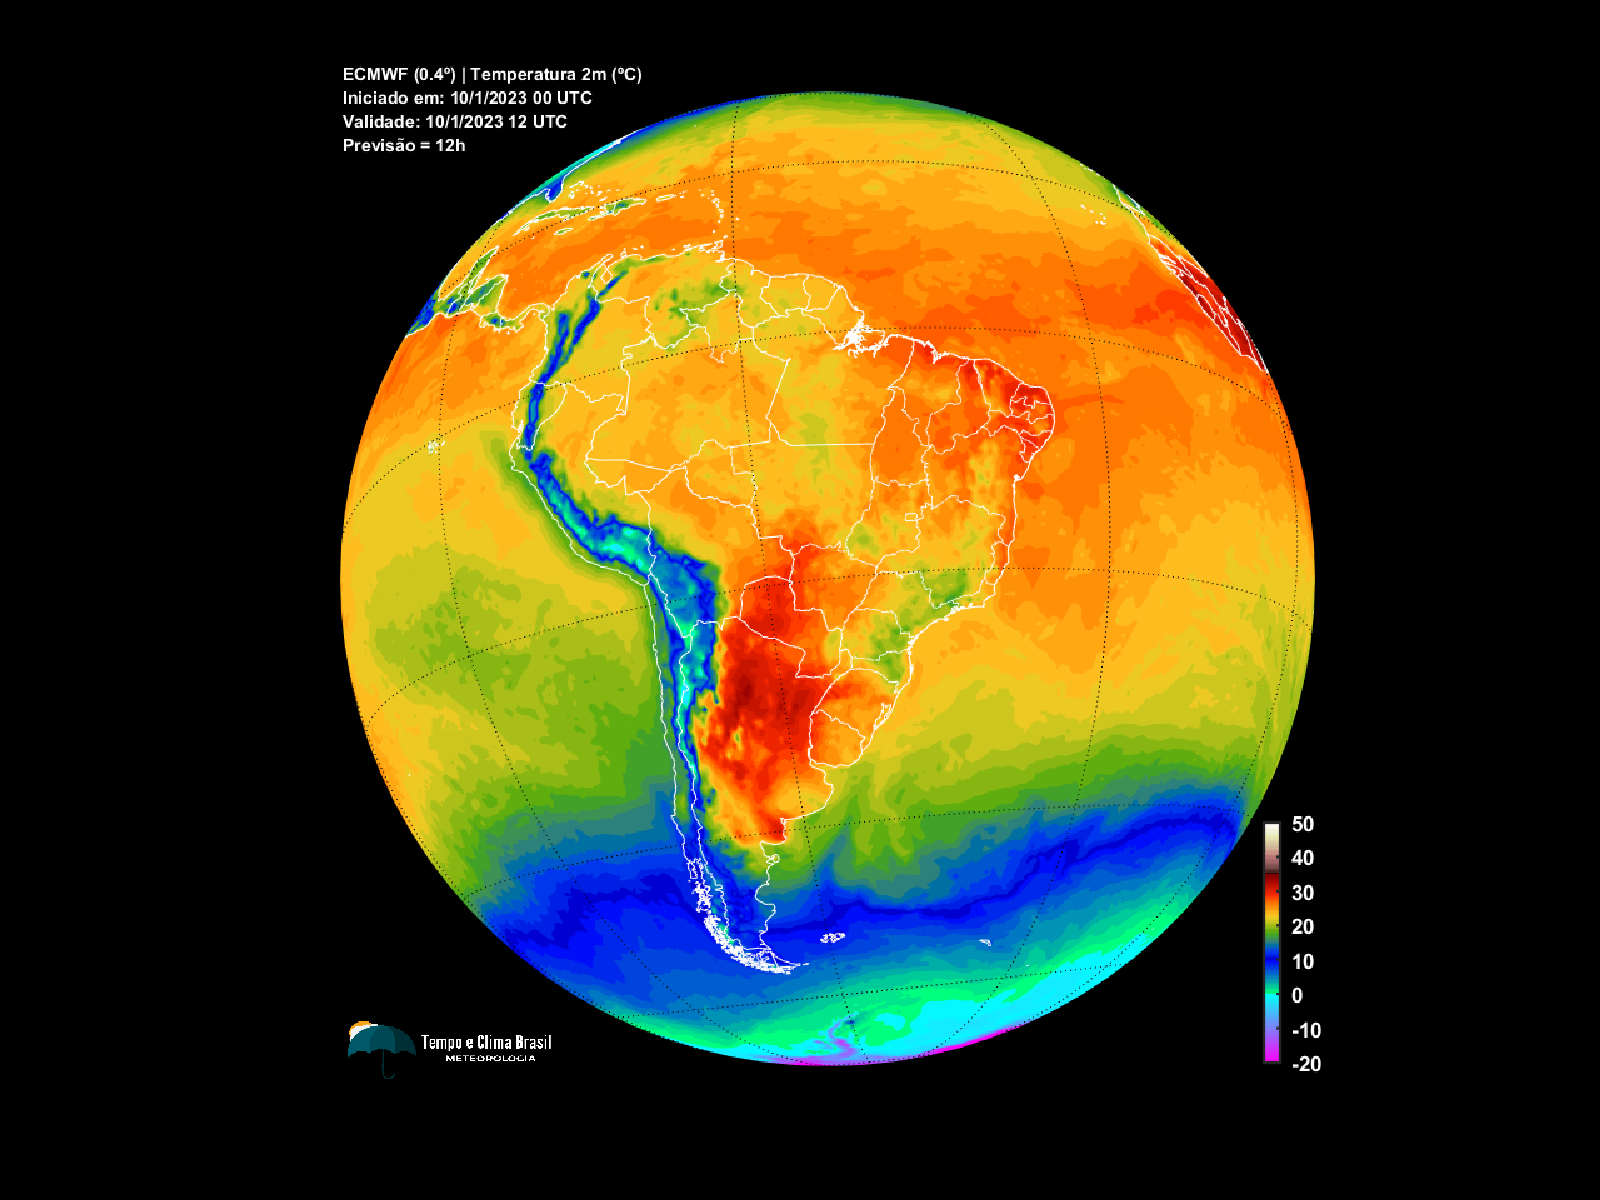 ECMWF (0.4º) | Temperatura 2m (ºC)
Iniciado em: 10/1/2023 00 UTC
Validade: 10/1/2023 12 UTC
Previsão = 12h
50
40
30
20
10
0
-10
-20
Tempo e Clima Brasil
METEOROLOGIA